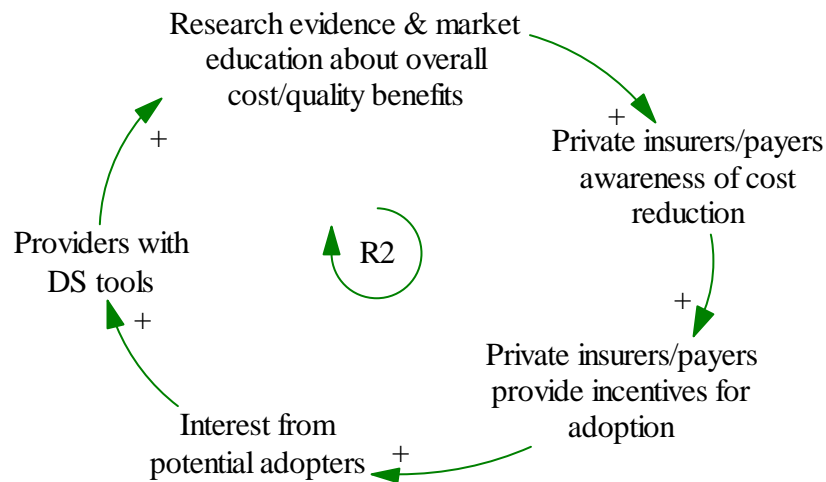 Research evidence & market
education about overall
cost/quality benefits
+
Private insurers/payers
awareness of cost
reduction
+
Private insurers/payers
provide incentives for
adoption
+
Interest from
potential adopters
+
Providers with
DS tools
+
R2